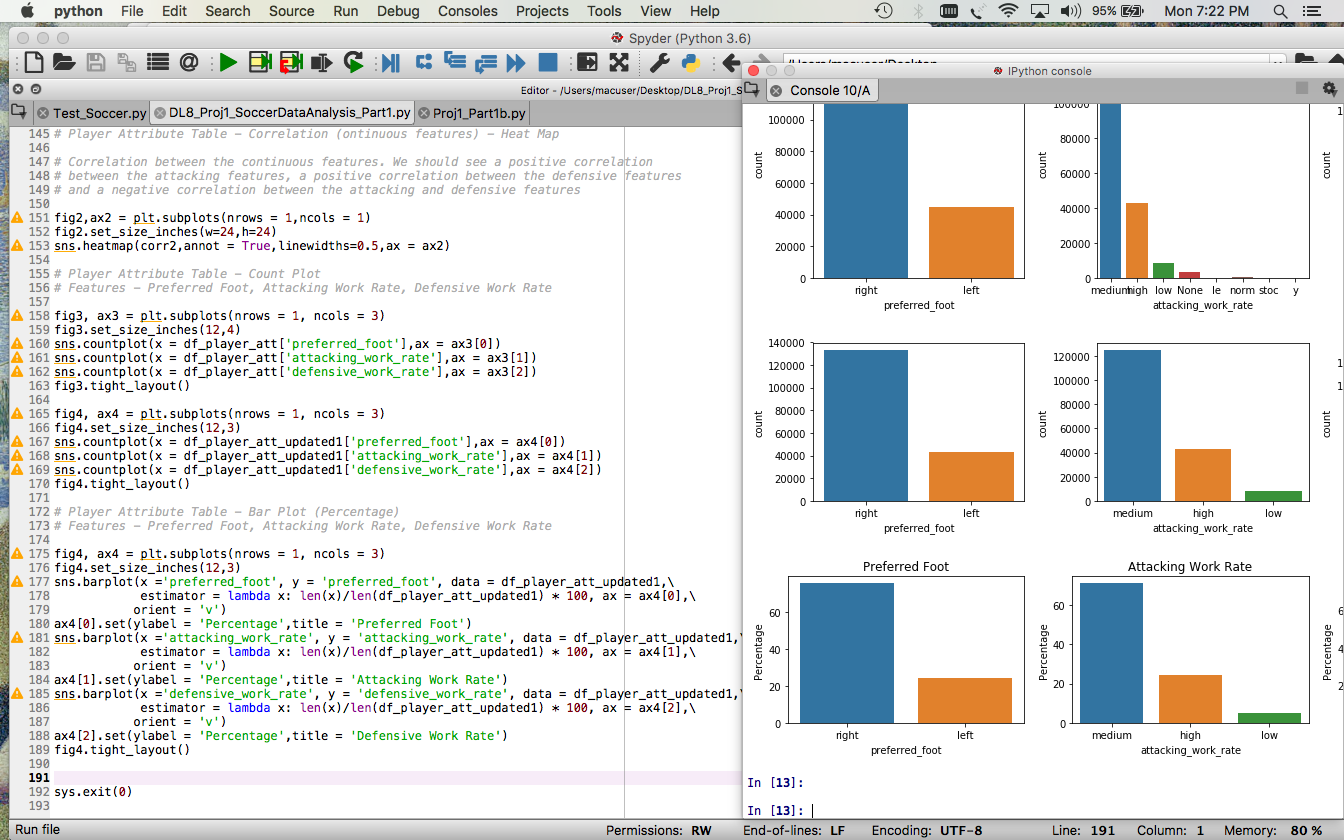 python File Edit Search Source Run Debug Consoles Projects Tools View Help 95% Mon 7:22 PM
Spyder (Python 3.6)
Editor - /Users/macuser/Desktop/DL8_Proj1_S
Test_Soccer.py DL8_Proj1_SoccerDataAnalysis_Part1.py Proj1_Part1b.py
145 # Player Attribute Table - Correlation (ontinuous features) - Heat Map
146
147 # Correlation between the continuous features. We should see a positive correlation
148 # between the attacking features, a positive correlation between the defensive features
149 # and a negative correlation between the attacking and defensive features
150
151 fig2,ax2 = plt.subplots(nrows = 1,ncols = 1)
152 fig2.set_size_inches(w=24,h=24)
153 sns.heatmap(corr2,annot = True,linewidths=0.5,ax = ax2)
154
155 # Player Attribute Table - Count Plot
156 # Features - Preferred Foot, Attacking Work Rate, Defensive Work Rate
157
158 fig3, ax3 = plt.subplots(nrows = 1, ncols = 3)
159 fig3.set_size_inches(12,4)
160 sns.countplot(x = df_player_att['preferred_foot'],ax = ax3[0])
161 sns.countplot(x = df_player_att['attacking_work_rate'],ax = ax3[1])
162 sns.countplot(x = df_player_att['defensive_work_rate'],ax = ax3[2])
163 fig3.tight_layout()
164
165 fig4, ax4 = plt.subplots(nrows = 1, ncols = 3)
166 fig4.set_size_inches(12,3)
167 sns.countplot(x = df_player_att_updated1['preferred_foot'],ax = ax4[0])
168 sns.countplot(x = df_player_att_updated1['attacking_work_rate'],ax = ax4[1])
169 sns.countplot(x = df_player_att_updated1['defensive_work_rate'],ax = ax4[2])
170 fig4.tight_layout()
171
172 # Player Attribute Table - Bar Plot (Percentage)
173 # Features - Preferred Foot, Attacking Work Rate, Defensive Work Rate
174
175 fig4, ax4 = plt.subplots(nrows = 1, ncols = 3)
176 fig4.set_size_inches(12,3)
177 sns.barplot(x ='preferred_foot', y = 'preferred_foot', data = df_player_att_updated1,\
178 estimator = lambda x: len(x)/len(df_player_att_updated1) * 100, ax = ax4[0],\
179 orient = 'v')
180 ax4[0].set(ylabel = 'Percentage',title = 'Preferred Foot')
181 sns.barplot(x ='attacking_work_rate', y = 'attacking_work_rate', data = df_player_att_updated1,\
182 estimator = lambda x: len(x)/len(df_player_att_updated1) * 100, ax = ax4[1],\
183 orient = 'v')
184 ax4[1].set(ylabel = 'Percentage',title = 'Attacking Work Rate')
185 sns.barplot(x ='defensive_work_rate', y = 'defensive_work_rate', data = df_player_att_updated1,\
186 estimator = lambda x: len(x)/len(df_player_att_updated1) * 100, ax = ax4[2],\
187 orient = 'v')
188 ax4[2].set(ylabel = 'Percentage',title = 'Defensive Work Rate')
189 fig4.tight_layout()
190
191
192 sys.exit(0)
193
IPython console
Console 10/A
100000
80000
60000
40000
20000
0
count
right left
preferred_foot
100000
80000
60000
40000
20000
0
count
medium high low None le norm stoc y
attacking_work_rate
140000
120000
100000
80000
60000
40000
20000
0
count
right left
preferred_foot
120000
100000
80000
60000
40000
20000
0
count
medium high low
attacking_work_rate
Preferred Foot
60
40
20
0
Percentage
right left
preferred_foot
Attacking Work Rate
60
40
20
0
Percentage
medium high low
attacking_work_rate
In [13]:
In [13]:
Run file Permissions: RW End-of-lines: LF Encoding: UTF-8 Line: 191 Column: 1 Memory: 80 %